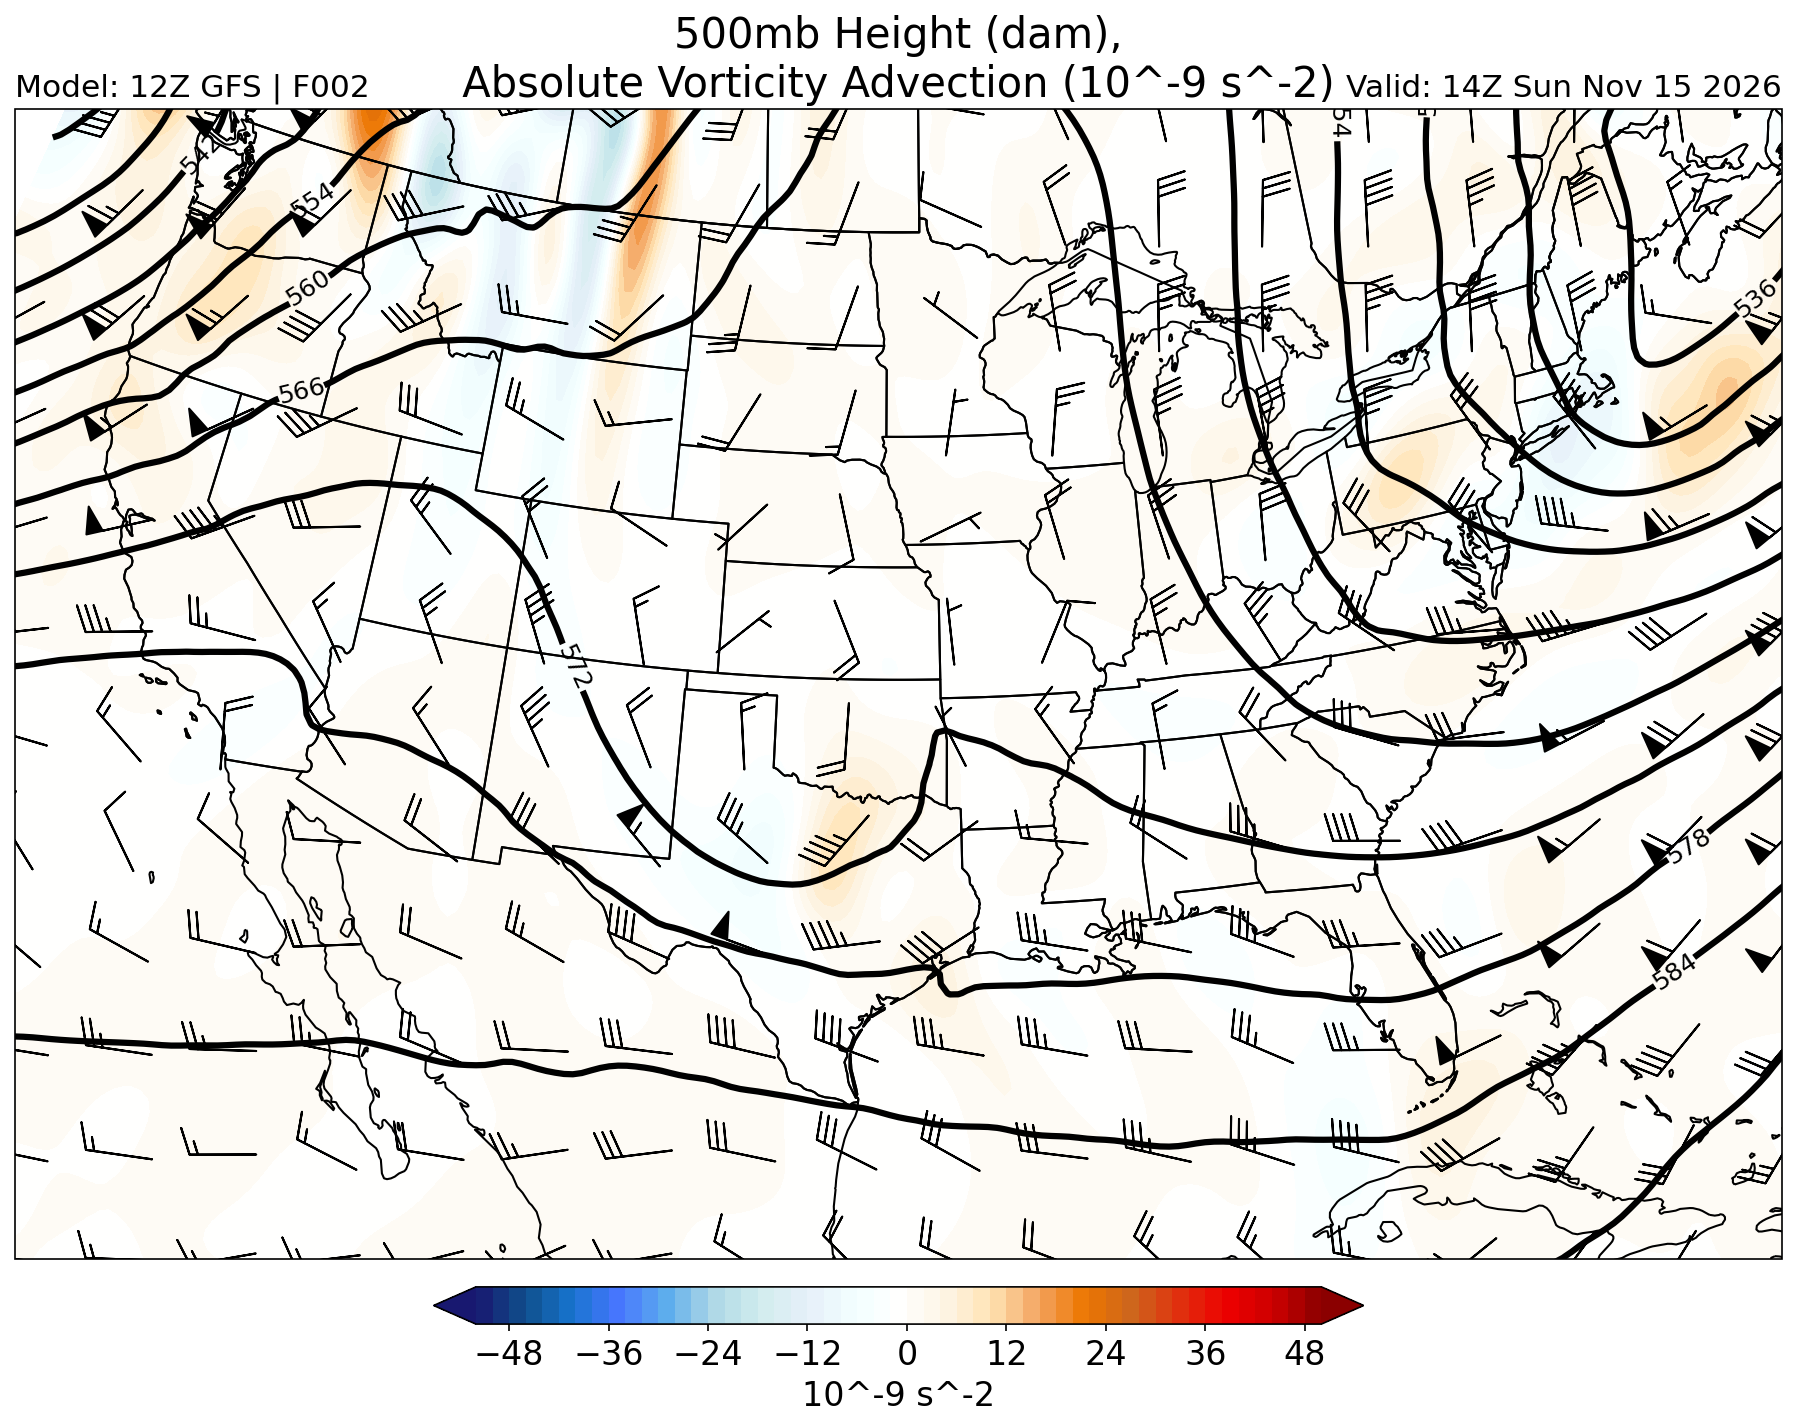 500mb Height (dam),
Model: 12Z GFS | F002
Absolute Vorticity Advection (10^-9 s^-2)
Valid: 14Z Sun Nov 15 2026
542
554
560
566
572
536
578
584
−48 −36 −24 −12 0 12 24 36 48
10^-9 s^-2